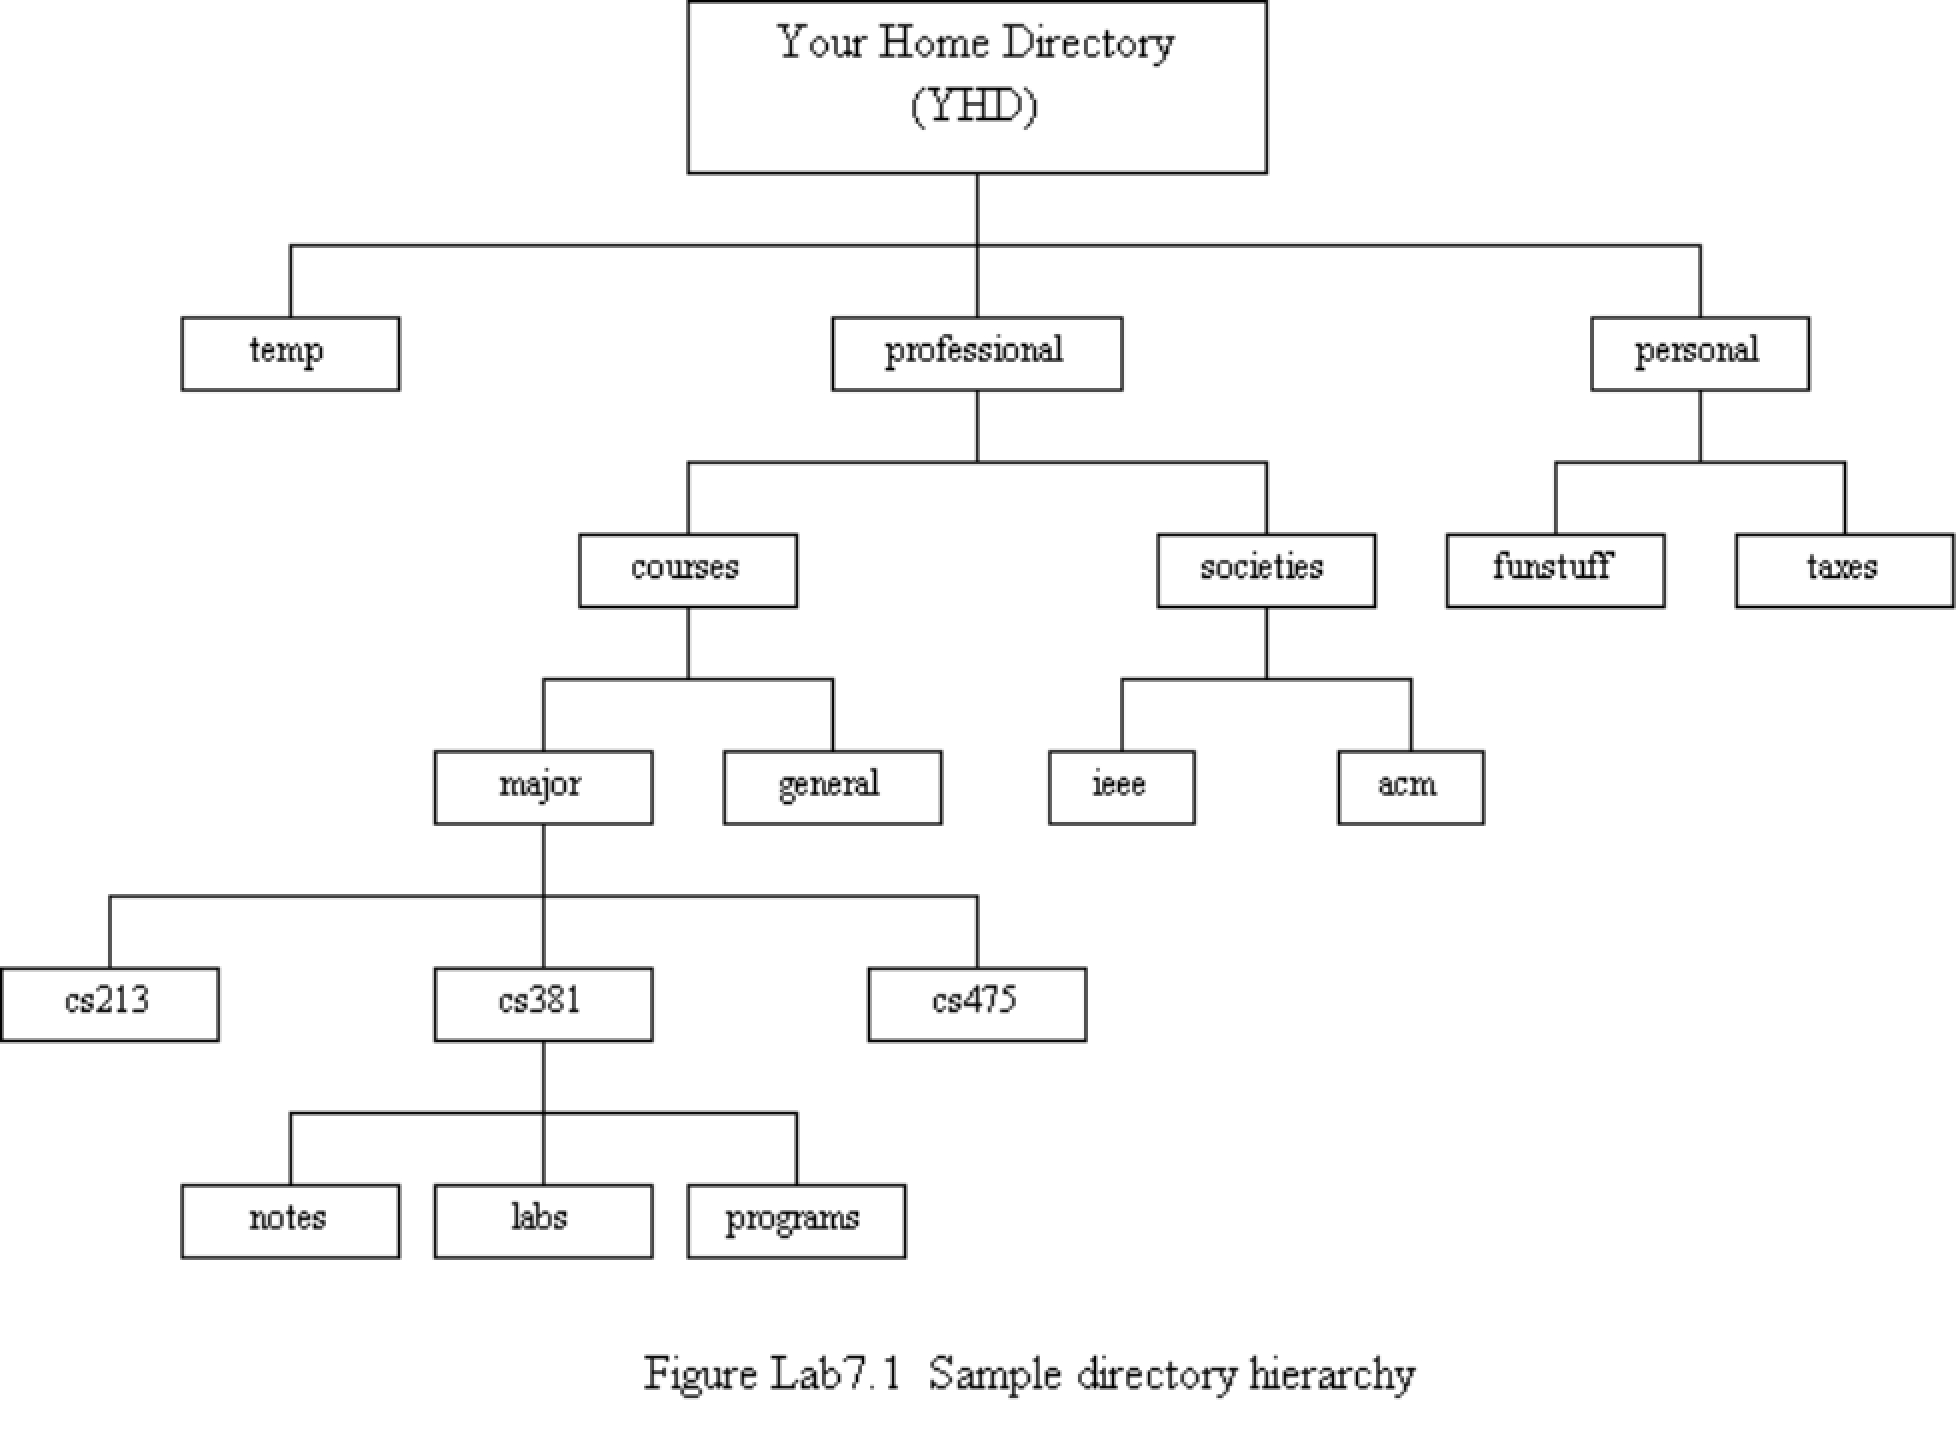 Your Home Directory
(YHD)
temp
professional
personal
courses
societies
funstuff
taxes
major
general
ieee
acm
cs213
cs381
cs475
notes
labs
programs
Figure Lab7.1 Sample directory hierarchy